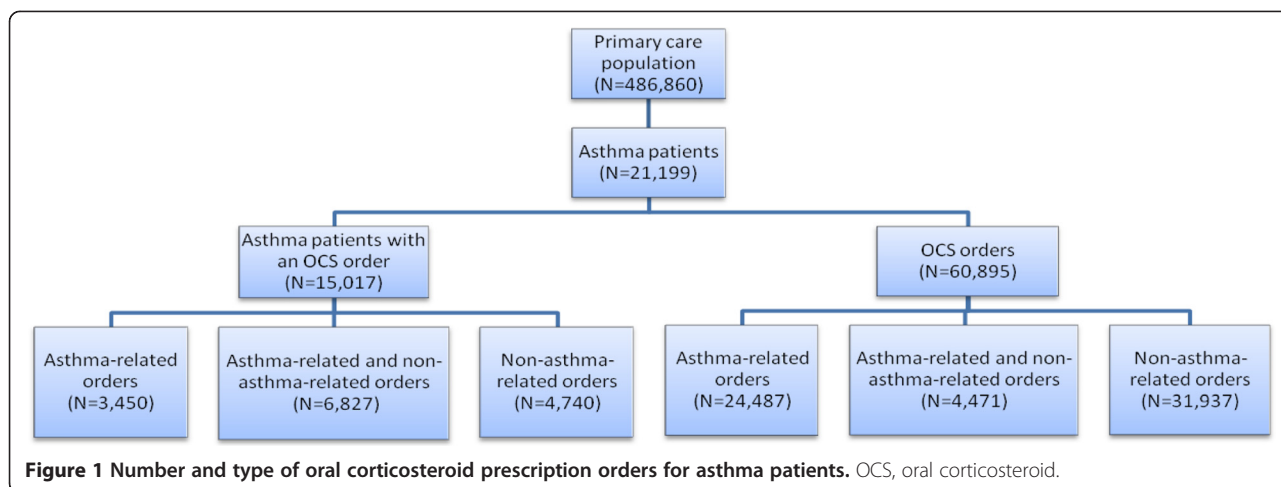 Primary care
population
(N=486,860)
Asthma patients
(N=21,199)
Asthma patients with
an OCS order
(N=15,017)
OCS orders
(N=60,895)
Asthma-related
orders
(N=3,450)
Asthma-related and non-
asthma-related orders
(N=6,827)
Non-asthma-
related orders
(N=4,740)
Asthma-related
orders
(N=24,487)
Asthma-related and non-
asthma-related orders
(N=4,471)
Non-asthma-
related orders
(N=31,937)
Figure 1 Number and type of oral corticosteroid prescription orders for asthma patients. OCS, oral corticosteroid.